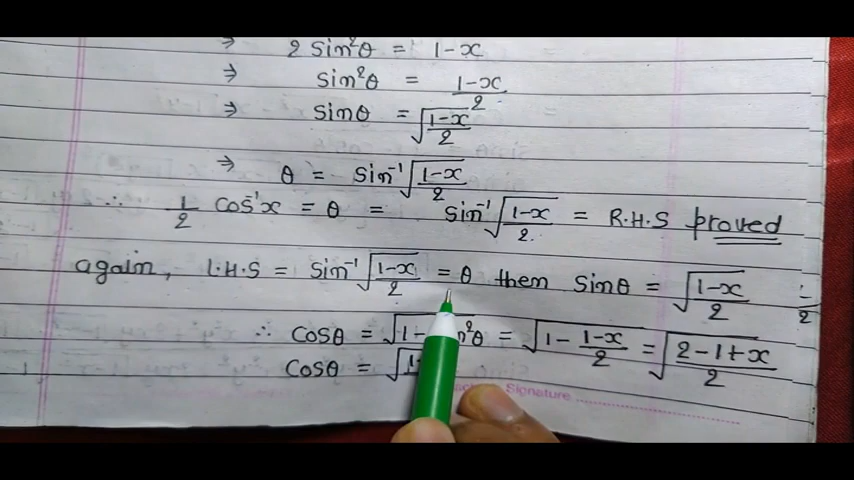 ⇒ 2 sin²θ = 1-x
⇒ sin²θ = (1-x)/2
⇒ sinθ = √((1-x)/2)
⇒ θ = sin⁻¹√((1-x)/2)
∴ 1/2 cos⁻¹x = θ = sin⁻¹√((1-x)/2) = R.H.S proved
again, L.H.S = sin⁻¹√((1-x)/2) = θ then sinθ = √((1-x)/2)
∴ cosθ = √(1- θ) = √(1 - (1-x)/2) = √((2-1+x)/2)
cosθ = √
Signature